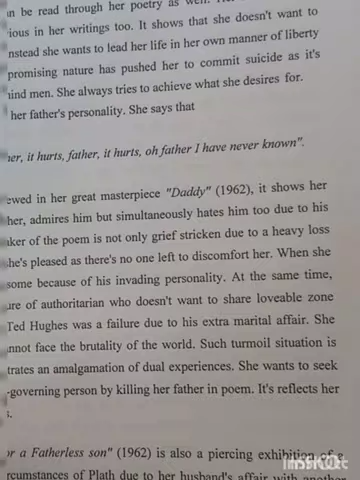 n be read through her poetry as well.
ious in her writings too. It shows that she doesn't want to
nstead she wants to lead her life in her own manner of liberty
promising nature has pushed her to commit suicide as it's
ind men. She always tries to achieve what she desires for.
her father's personality. She says that
her, it hurts, father, it hurts, oh father I have never known".
ewed in her great masterpiece "Daddy" (1962), it shows her
her, admires him but simultaneously hates him too due to his
aker of the poem is not only grief stricken due to a heavy loss
he's pleased as there's no one left to discomfort her. When she
some because of his invading personality. At the same time,
ure of authoritarian who doesn't want to share loveable zone
Ted Hughes was a failure due to his extra marital affair. She
nnot face the brutality of the world. Such turmoil situation is
trates an amalgamation of dual experiences. She wants to seek
-governing person by killing her father in poem. It's reflects her
s.
or a Fatherless son" (1962) is also a piercing exhibition of
rcumstances of Plath due to her husband's affair with another